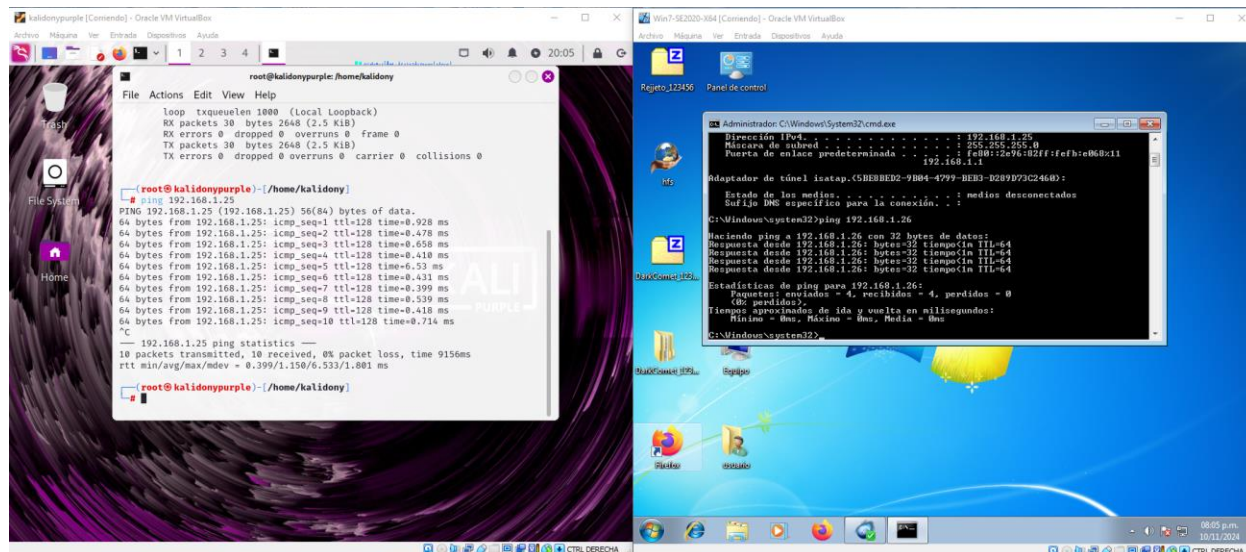 kalidonypurple [Corriendo] - Oracle VM VirtualBox
Archivo Máquina Ver Entrada Dispositivos Ayuda
1 2 3 4
20:05
Trash
File System
Home
root@kalidonypurple: /home/kalidony
File Actions Edit View Help
loop txqueuelen 1000 (Local Loopback)
RX packets 30 bytes 2648 (2.5 KiB)
RX errors 0 dropped 0 overruns 0 frame 0
TX packets 30 bytes 2648 (2.5 KiB)
TX errors 0 dropped 0 overruns 0 carrier 0 collisions 0
(root㉿kalidonypurple)-[/home/kalidony]
# ping 192.168.1.25
PING 192.168.1.25 (192.168.1.25) 56(84) bytes of data.
64 bytes from 192.168.1.25: icmp_seq=1 ttl=128 time=0.928 ms
64 bytes from 192.168.1.25: icmp_seq=2 ttl=128 time=0.478 ms
64 bytes from 192.168.1.25: icmp_seq=3 ttl=128 time=0.658 ms
64 bytes from 192.168.1.25: icmp_seq=4 ttl=128 time=0.410 ms
64 bytes from 192.168.1.25: icmp_seq=5 ttl=128 time=6.53 ms
64 bytes from 192.168.1.25: icmp_seq=6 ttl=128 time=0.431 ms
64 bytes from 192.168.1.25: icmp_seq=7 ttl=128 time=0.399 ms
64 bytes from 192.168.1.25: icmp_seq=8 ttl=128 time=0.539 ms
64 bytes from 192.168.1.25: icmp_seq=9 ttl=128 time=0.418 ms
64 bytes from 192.168.1.25: icmp_seq=10 ttl=128 time=0.714 ms
^C
— 192.168.1.25 ping statistics —
10 packets transmitted, 10 received, 0% packet loss, time 9156ms
rtt min/avg/max/mdev = 0.399/1.150/6.533/1.801 ms
(root㉿kalidonypurple)-[/home/kalidony]
#
KALI
PURPLE
CTRL DERECHA
Win7-SE2020-X64 [Corriendo] - Oracle VM VirtualBox
Archivo Máquina Ver Entrada Dispositivos Ayuda
Rejjeto_123456
Panel de control
hfs
DarkComet_123...
DarkComet_123...
Equipo
Firefox
usuario
Administrador: C:\Windows\System32\cmd.exe
Dirección IPv4. . . . . . . . . . . . . . : 192.168.1.25
Máscara de subred . . . . . . . . . . . . : 255.255.255.0
Puerta de enlace predeterminada . . . . . : fe80::2e96:82ff:fefb:e068%11
192.168.1.1
Adaptador de túnel isatap.{5BE8BED2-9B04-4799-BEB3-D289D73C2460}:
Estado de los medios. . . . . . . . . . . : medios desconectados
Sufijo DNS específico para la conexión. . :
C:\Windows\system32>ping 192.168.1.26
Haciendo ping a 192.168.1.26 con 32 bytes de datos:
Respuesta desde 192.168.1.26: bytes=32 tiempo<1m TTL=64
Respuesta desde 192.168.1.26: bytes=32 tiempo<1m TTL=64
Respuesta desde 192.168.1.26: bytes=32 tiempo<1m TTL=64
Respuesta desde 192.168.1.26: bytes=32 tiempo<1m TTL=64
Estadísticas de ping para 192.168.1.26:
Paquetes: enviados = 4, recibidos = 4, perdidos = 0
(0% perdidos),
Tiempos aproximados de ida y vuelta en milisegundos:
Mínimo = 0ms, Máximo = 0ms, Media = 0ms
C:\Windows\system32>_
08:05 p.m.
10/11/2024
CTRL DERECHA